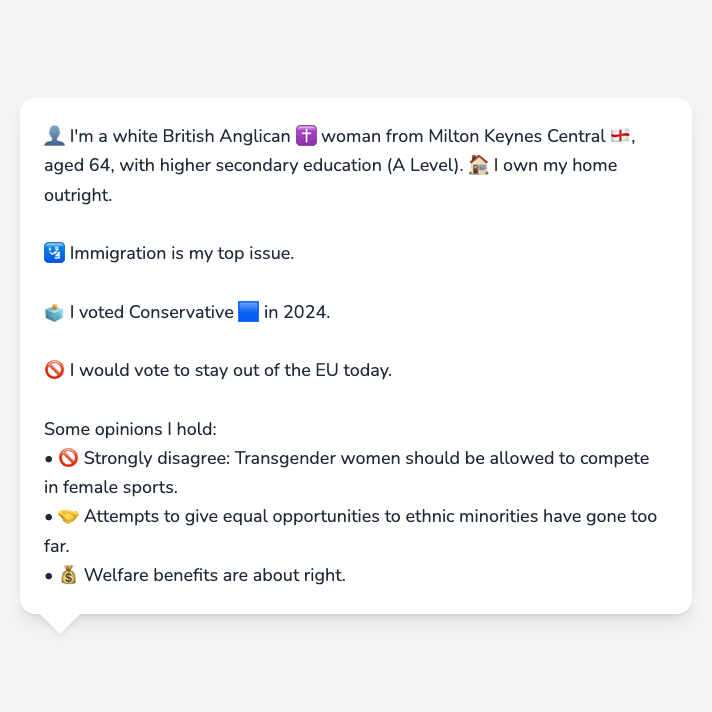 👤 I'm a white British Anglican ✝️ woman from Milton Keynes Central 🏴󠁧󠁢󠁥󠁮󠁧󠁿,
aged 64, with higher secondary education (A Level). 🏠 I own my home
outright.
🛂 Immigration is my top issue.
🗳️ I voted Conservative 🟦 in 2024.
🚫 I would vote to stay out of the EU today.
Some opinions I hold:
• 🚫 Strongly disagree: Transgender women should be allowed to compete
in female sports.
• 🤝 Attempts to give equal opportunities to ethnic minorities have gone too
far.
• 💰 Welfare benefits are about right.